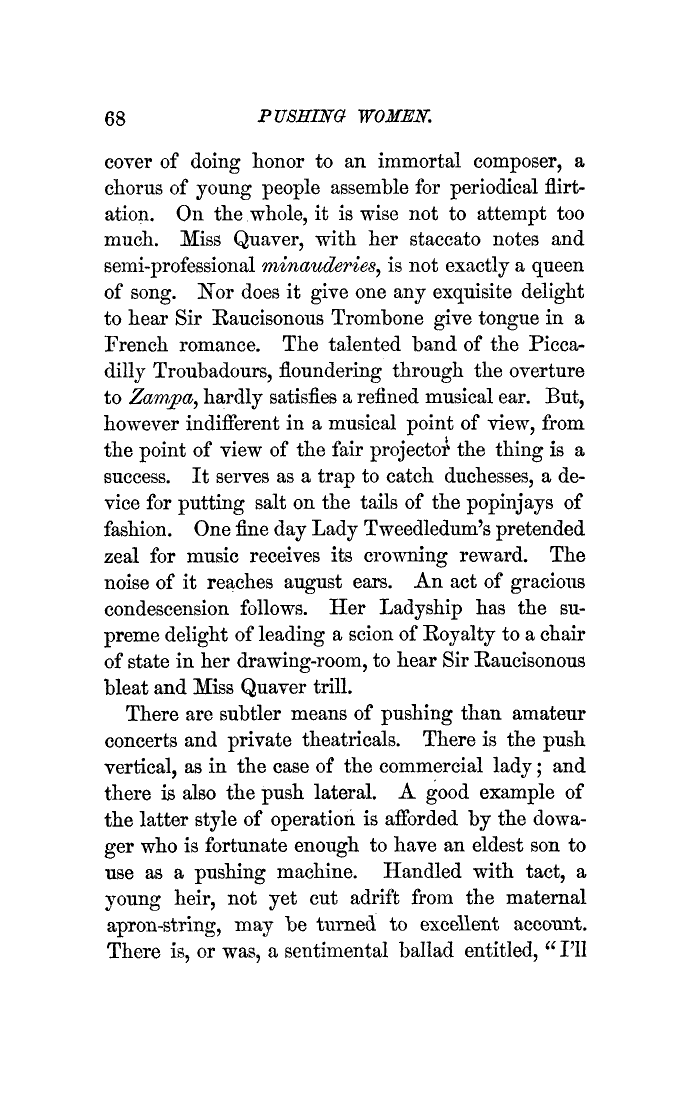 68 PUSHING WOMEN.
cover of doing honor to an immortal composer, a
chorus of young people assemble for periodical flirt-
ation. On the whole, it is wise not to attempt too
much. Miss Quaver, with her staccato notes and
semi-professional minauderies, is not exactly a queen
of song. Nor does it give one any exquisite delight
to hear Sir Raucisonous Trombone give tongue in a
French romance. The talented band of the Picca-
dilly Troubadours, floundering through the overture
to Zampa, hardly satisfies a refined musical ear. But,
however indifferent in a musical point of view, from
the point of view of the fair projector the thing is a
success. It serves as a trap to catch duchesses, a de-
vice for putting salt on the tails of the popinjays of
fashion. One fine day Lady Tweedledum's pretended
zeal for music receives its crowning reward. The
noise of it reaches august ears. An act of gracious
condescension follows. Her Ladyship has the su-
preme delight of leading a scion of Royalty to a chair
of state in her drawing-room, to hear Sir Raucisonous
bleat and Miss Quaver trill.
There are subtler means of pushing than amateur
concerts and private theatricals. There is the push
vertical, as in the case of the commercial lady; and
there is also the push lateral. A good example of
the latter style of operation is afforded by the dowa-
ger who is fortunate enough to have an eldest son to
use as a pushing machine. Handled with tact, a
young heir, not yet cut adrift from the maternal
apron-string, may be turned to excellent account.
There is, or was, a sentimental ballad entitled, "I'll